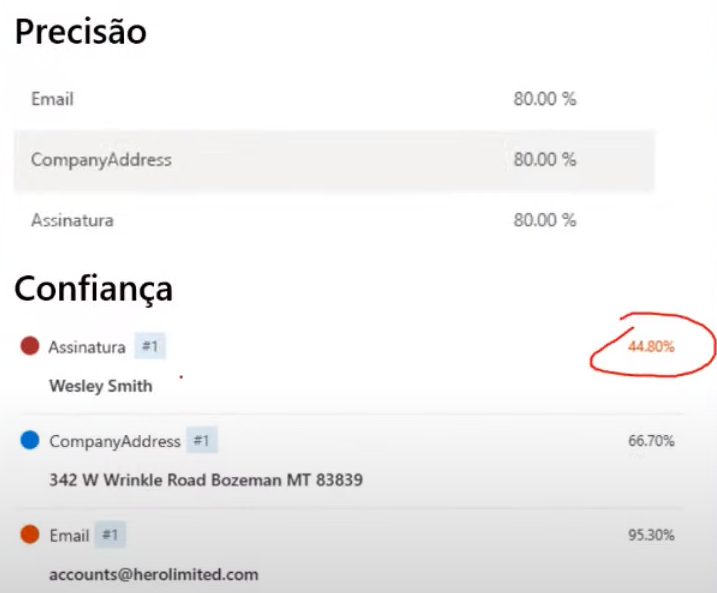 Precisão
Email 80.00 %
CompanyAddress 80.00 %
Assinatura 80.00 %
Confiança
Assinatura #1 44.80%
Wesley Smith
CompanyAddress #1 66.70%
342 W Wrinkle Road Bozeman MT 83839
Email #1 95.30%
accounts@herolimited.com